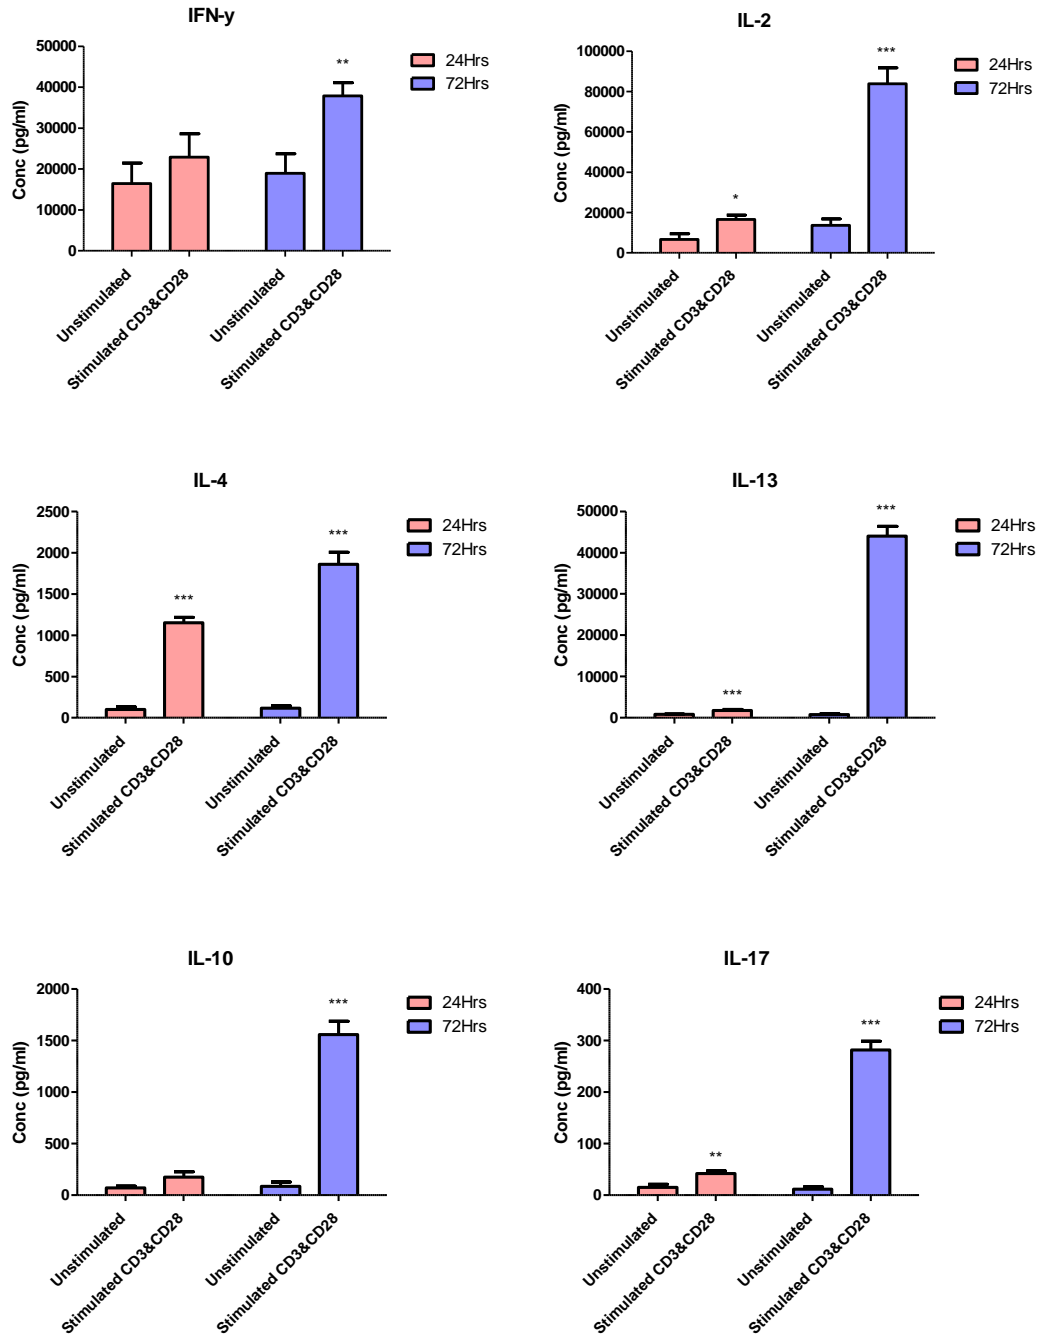 IFN-y
50000
40000
30000
20000
10000
0
Conc (pg/ml)
**
24Hrs
72Hrs
Unstimulated
Stimulated CD3&CD28
Unstimulated
Stimulated CD3&CD28
IL-2
100000
80000
60000
40000
20000
0
Conc (pg/ml)
*
***
24Hrs
72Hrs
Unstimulated
Stimulated CD3&CD28
Unstimulated
Stimulated CD3&CD28
IL-4
2500
2000
1500
1000
500
0
Conc (pg/ml)
***
***
24Hrs
72Hrs
Unstimulated
Stimulated CD3&CD28
Unstimulated
Stimulated CD3&CD28
IL-13
50000
40000
30000
20000
10000
0
Conc (pg/ml)
***
***
24Hrs
72Hrs
Unstimulated
Stimulated CD3&CD28
Unstimulated
Stimulated CD3&CD28
IL-10
2000
1500
1000
500
0
Conc (pg/ml)
***
24Hrs
72Hrs
Unstimulated
Stimulated CD3&CD28
Unstimulated
Stimulated CD3&CD28
IL-17
400
300
200
100
0
Conc (pg/ml)
**
***
24Hrs
72Hrs
Unstimulated
Stimulated CD3&CD28
Unstimulated
Stimulated CD3&CD28